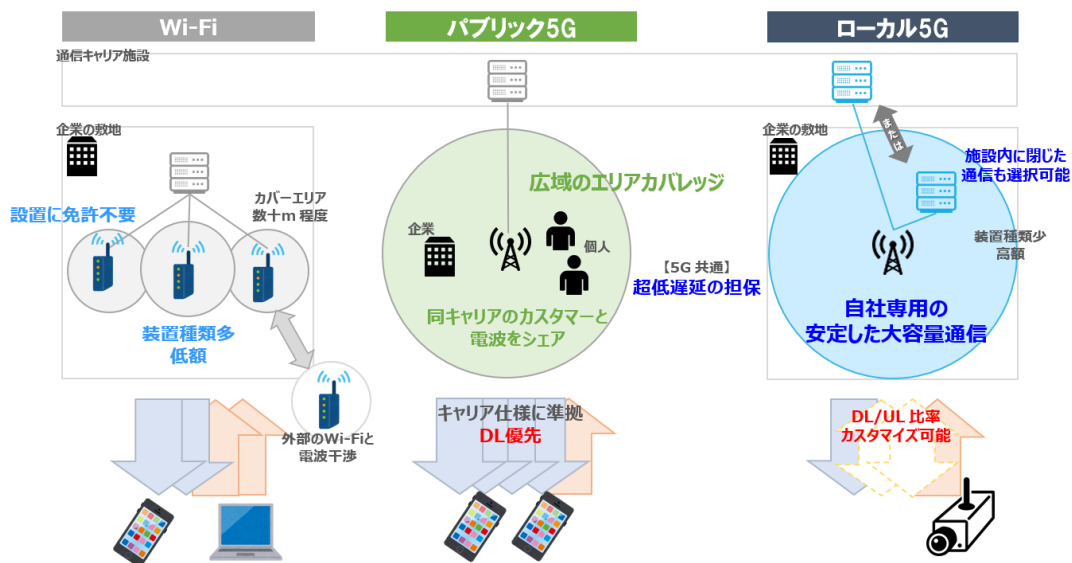 Wi-Fi
パブリック5G
ローカル5G
通信キャリア施設
企業の敷地
カバーエリア
数十m 程度
設置に免許不要
装置種類多
低額
外部のWi-Fiと
電波干渉
広域のエリアカバレッジ
企業
個人
同キャリアのカスタマーと
電波をシェア
キャリア仕様に準拠
DL優先
【5G 共通】
超低遅延の担保
企業の敷地
または
施設内に閉じた
通信も選択可能
装置種類少
高額
自社専用の
安定した大容量通信
DL/UL 比率
カスタマイズ可能